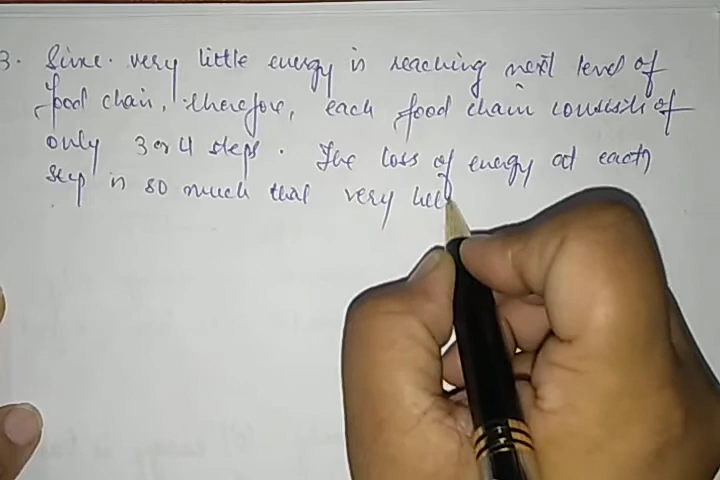 3. Since very little energy is reaching next level of
food chain, therefore, each food chain consists of
only 3 or 4 steps. The loss of energy at each
step is so much that very